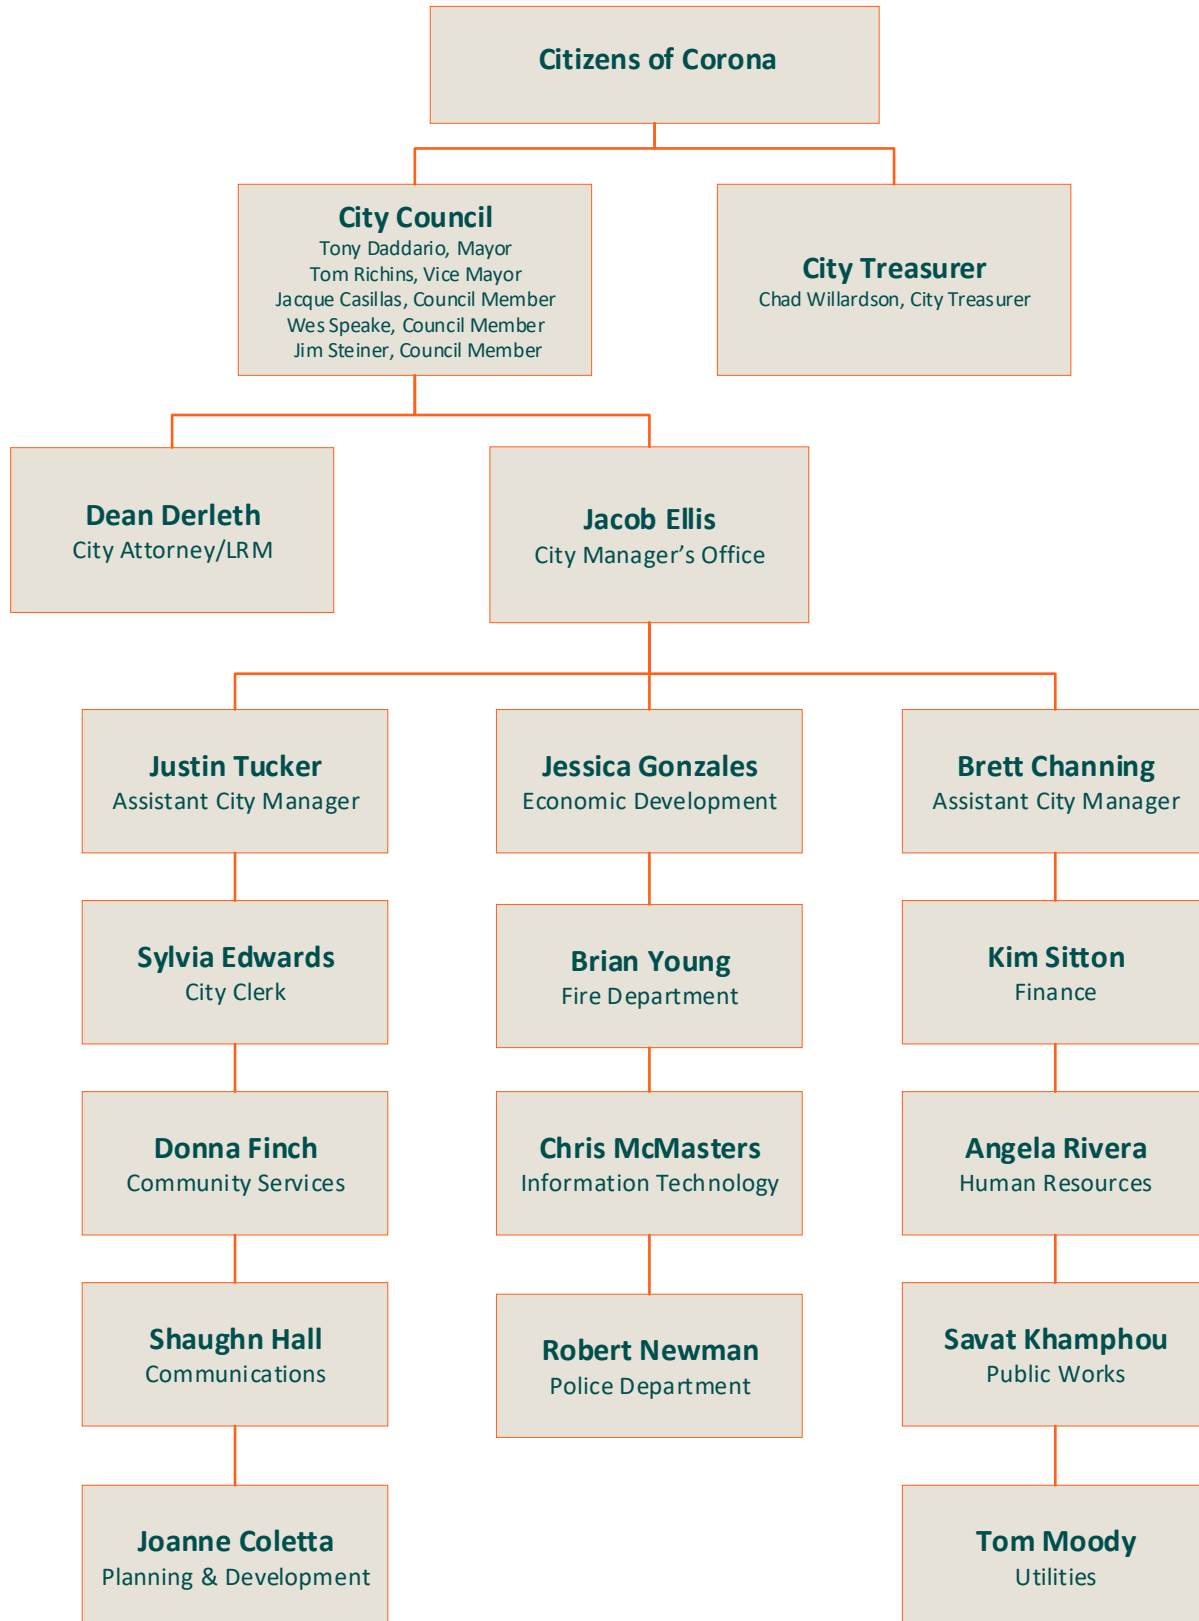 Citizens of Corona
City Council
Tony Daddario, Mayor
Tom Richins, Vice Mayor
Jacque Casillas, Council Member
Wes Speake, Council Member
Jim Steiner, Council Member
City Treasurer
Chad Willardson, City Treasurer
Dean Derleth
City Attorney/LRM
Jacob Ellis
City Manager’s Office
Justin Tucker
Assistant City Manager
Jessica Gonzales
Economic Development
Brett Channing
Assistant City Manager
Sylvia Edwards
City Clerk
Brian Young
Fire Department
Kim Sitton
Finance
Donna Finch
Community Services
Chris McMasters
Information Technology
Angela Rivera
Human Resources
Shaughn Hall
Communications
Robert Newman
Police Department
Savat Khamphou
Public Works
Joanne Coletta
Planning & Development
Tom Moody
Utilities